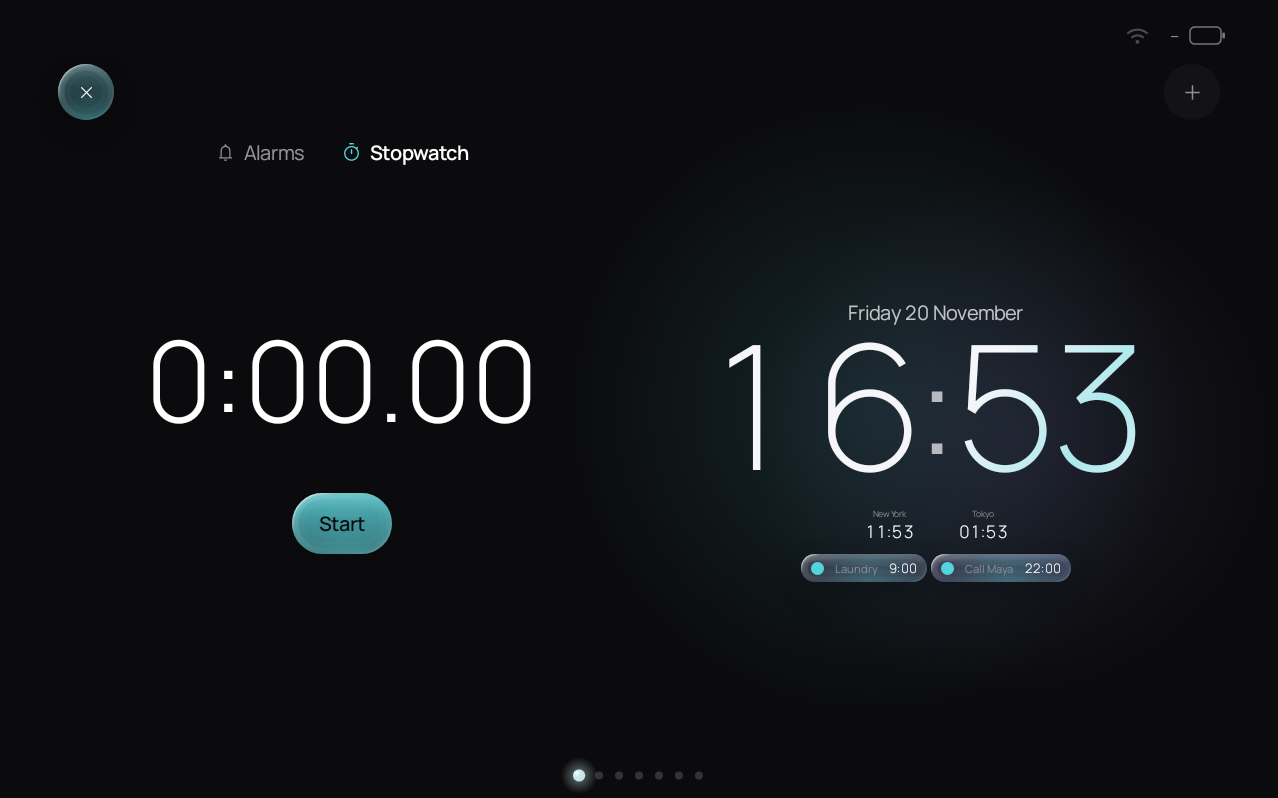 –
Alarms
Stopwatch
0:00.00
Start
Friday 20 November
16:53
New York
11:53
Tokyo
01:53
Laundry 9:00
Call Maya 22:00